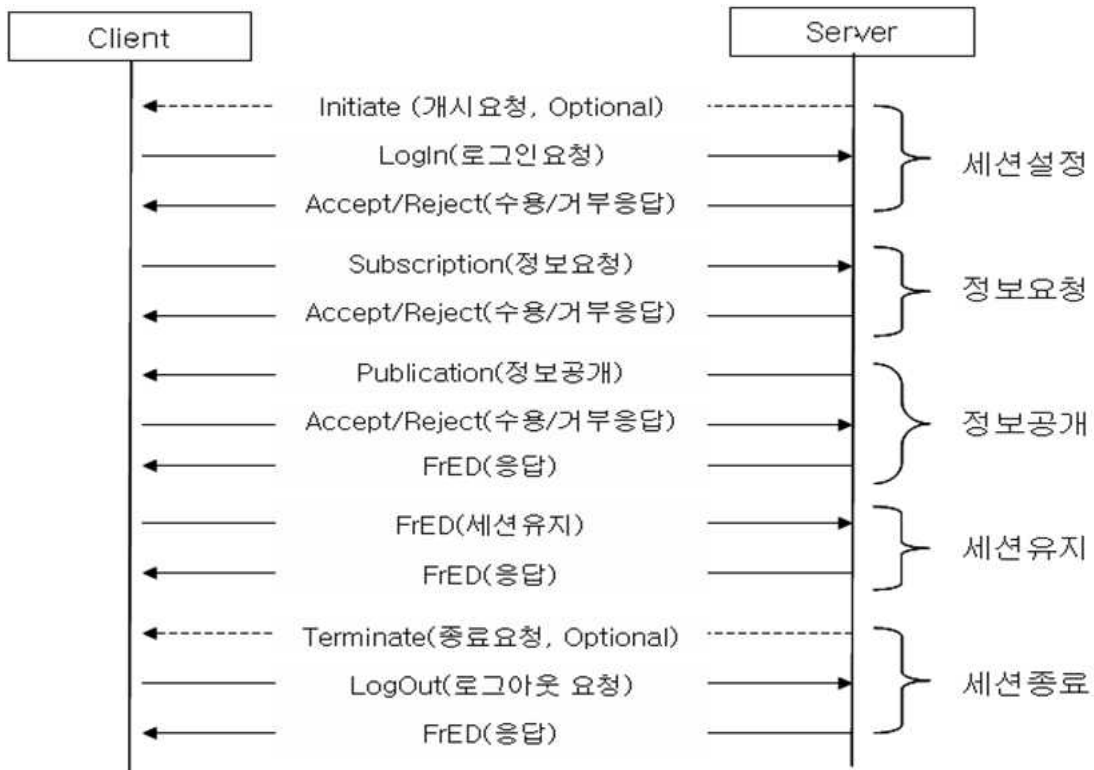 Client
Server
Initiate (개시요청, Optional)
LogIn(로그인요청)
Accept/Reject(수용/거부응답)
세션설정
Subscription(정보요청)
Accept/Reject(수용/거부응답)
정보요청
Publication(정보공개)
Accept/Reject(수용/거부응답)
FrED(응답)
정보공개
FrED(세션유지)
FrED(응답)
세션유지
Terminate(종료요청, Optional)
LogOut(로그아웃 요청)
FrED(응답)
세션종료